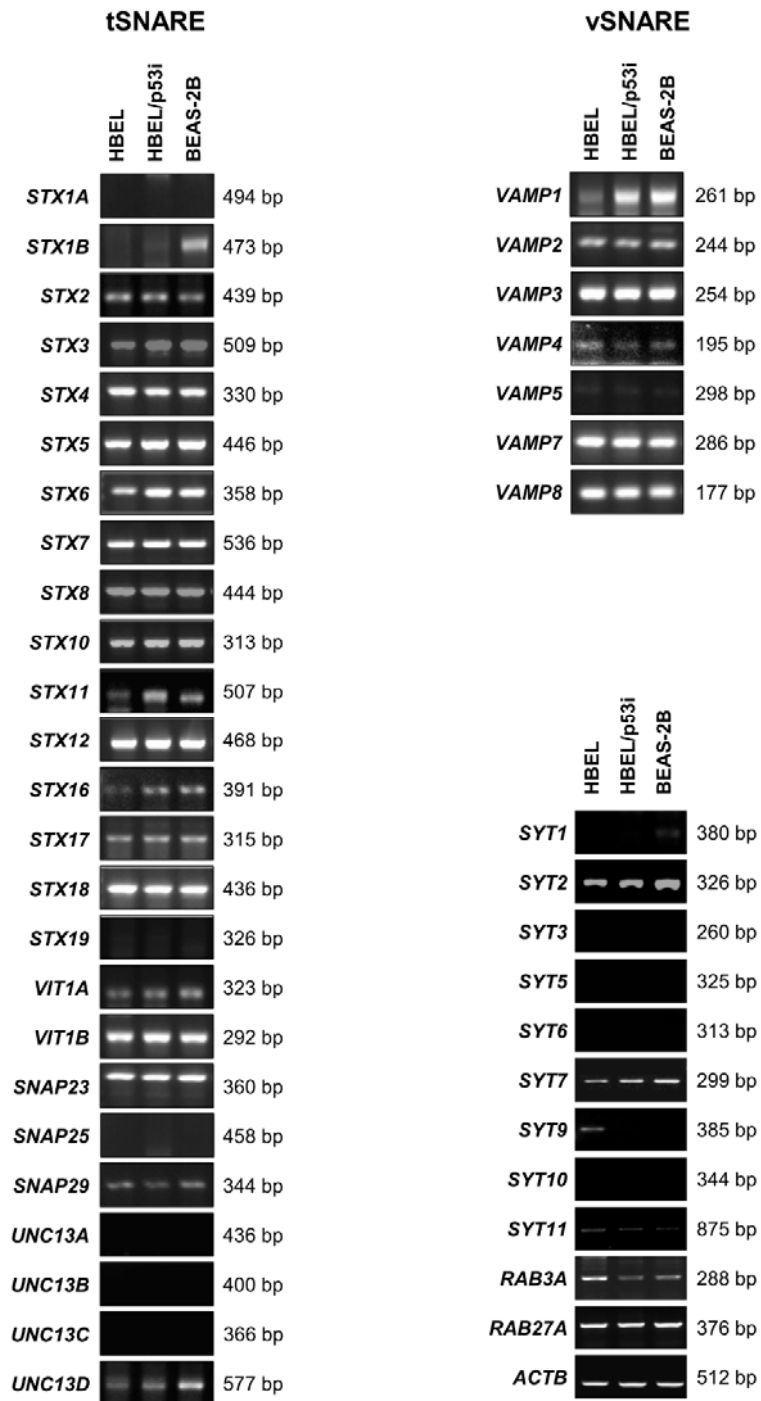 tSNARE
HBEL
HBEL/p53i
BEAS-2B
STX1A 494 bp
STX1B 473 bp
STX2 439 bp
STX3 509 bp
STX4 330 bp
STX5 446 bp
STX6 358 bp
STX7 536 bp
STX8 444 bp
STX10 313 bp
STX11 507 bp
STX12 468 bp
STX16 391 bp
STX17 315 bp
STX18 436 bp
STX19 326 bp
VIT1A 323 bp
VIT1B 292 bp
SNAP23 360 bp
SNAP25 458 bp
SNAP29 344 bp
UNC13A 436 bp
UNC13B 400 bp
UNC13C 366 bp
UNC13D 577 bp
vSNARE
HBEL
HBEL/p53i
BEAS-2B
VAMP1 261 bp
VAMP2 244 bp
VAMP3 254 bp
VAMP4 195 bp
VAMP5 298 bp
VAMP7 286 bp
VAMP8 177 bp
HBEL
HBEL/p53i
BEAS-2B
SYT1 380 bp
SYT2 326 bp
SYT3 260 bp
SYT5 325 bp
SYT6 313 bp
SYT7 299 bp
SYT9 385 bp
SYT10 344 bp
SYT11 875 bp
RAB3A 288 bp
RAB27A 376 bp
ACTB 512 bp